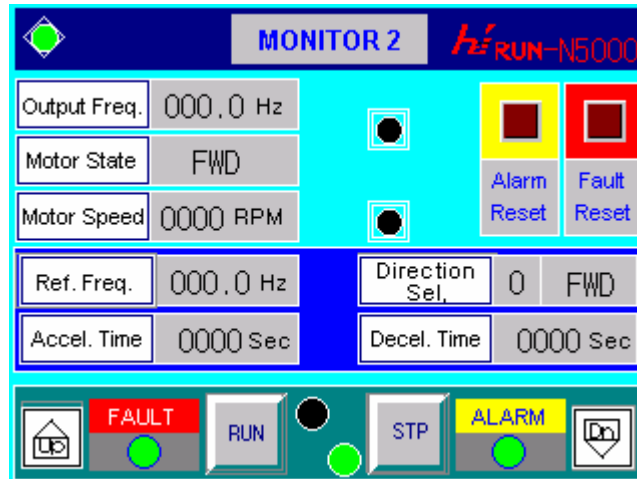 MONITOR 2
hi RUN-N5000
Output Freq. 000.0 Hz
Motor State FWD
Motor Speed 0000 RPM
Alarm Reset
Fault Reset
Ref. Freq. 000.0 Hz
Direction Sel, 0 FWD
Accel. Time 0000 Sec
Decel. Time 0000 Sec
UP
FAULT
RUN
STP
ALARM
Dn